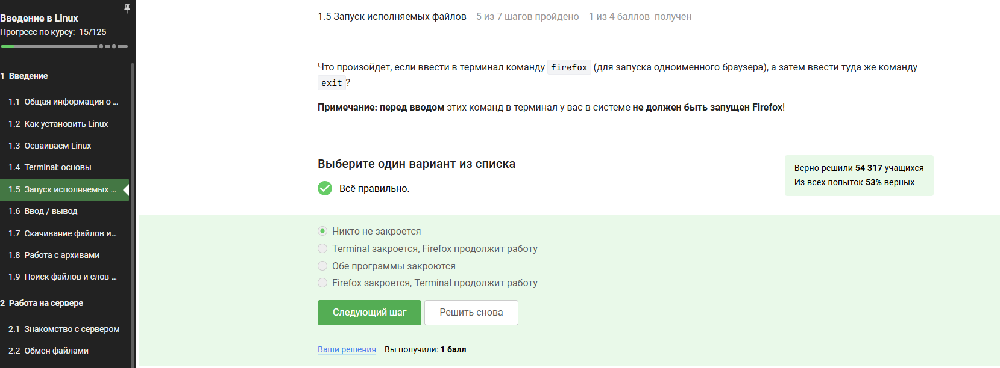 Введение в Linux
Прогресс по курсу: 15/125
1 Введение
1.1 Общая информация о ...
1.2 Как установить Linux
1.3 Осваиваем Linux
1.4 Terminal: основы
1.5 Запуск исполняемых ...
1.6 Ввод / вывод
1.7 Скачивание файлов и...
1.8 Работа с архивами
1.9 Поиск файлов и слов ...
2 Работа на сервере
2.1 Знакомство с сервером
2.2 Обмен файлами
1.5 Запуск исполняемых файлов 5 из 7 шагов пройдено 1 из 4 баллов получен
Что произойдет, если ввести в терминал команду firefox (для запуска одноименного браузера), а затем ввести туда же команду
exit ?
Примечание: перед вводом этих команд в терминал у вас в системе не должен быть запущен Firefox!
Выберите один вариант из списка
Всё правильно.
Верно решили 54 317 учащихся
Из всех попыток 53% верных
Никто не закроется
Terminal закроется, Firefox продолжит работу
Обе программы закроются
Firefox закроется, Terminal продолжит работу
Следующий шаг Решить снова
Ваши решения Вы получили: 1 балл